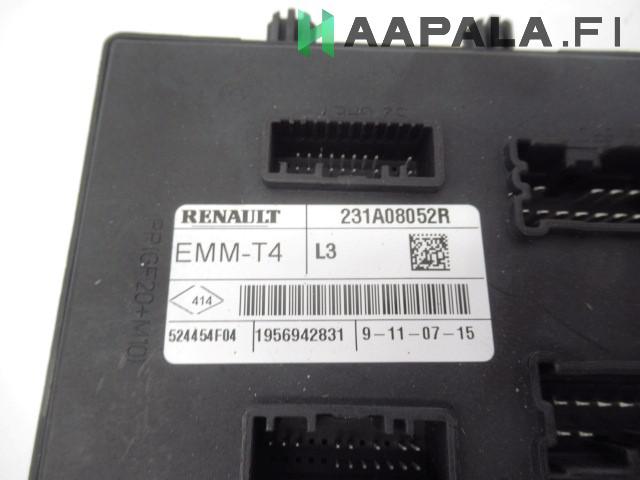 HAAPALA.FI
RENAULT 231A08052R
EMM-T4 L3
414
524454F04 1956942831 9-11-07-15